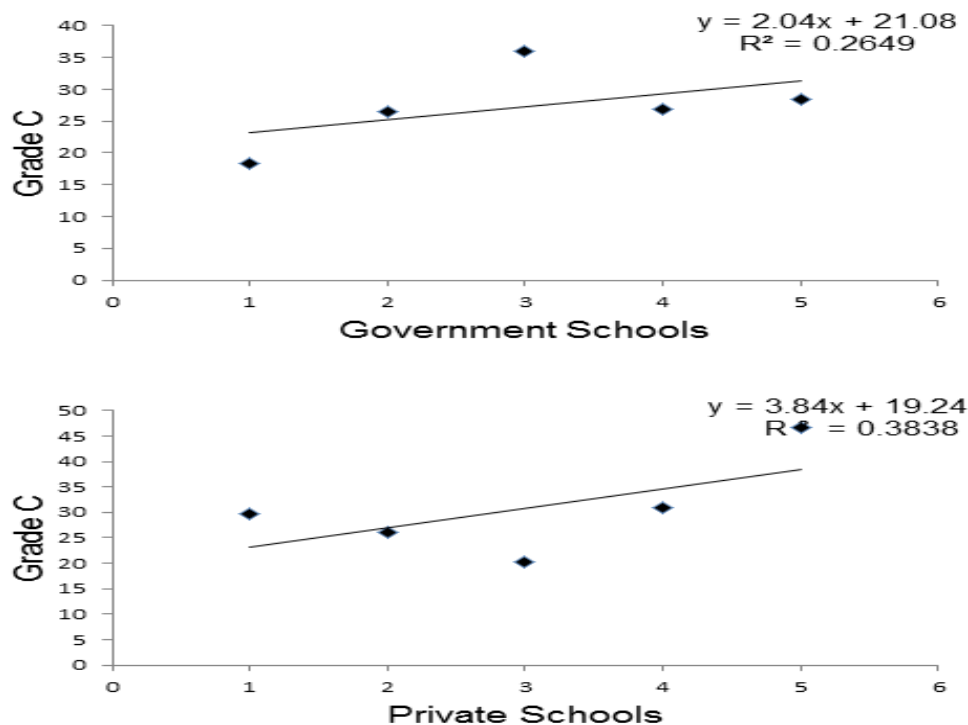 y = 2.04x + 21.08
R² = 0.2649
40
35
30
25
20
15
10
5
0
Grade C
0 1 2 3 4 5 6
Government Schools
y = 3.84x + 19.24
R² = 0.3838
50
45
40
35
30
25
20
15
10
5
0
Grade C
0 1 2 3 4 5 6
Private Schools